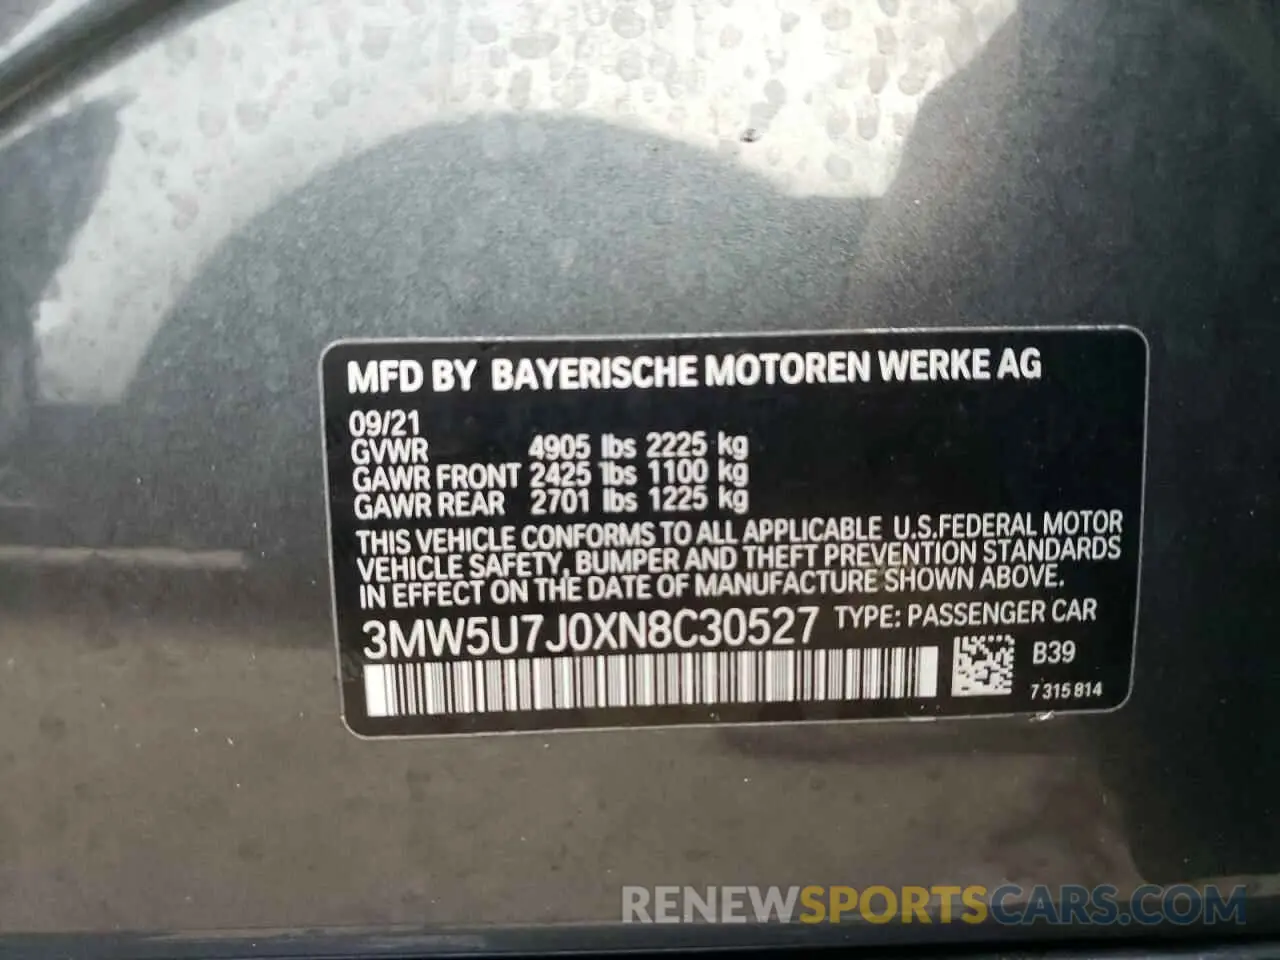 MFD BY BAYERISCHE MOTOREN WERKE AG
09/21
GVWR 4905 lbs 2225 kg
GAWR FRONT 2425 lbs 1100 kg
GAWR REAR 2701 lbs 1225 kg
THIS VEHICLE CONFORMS TO ALL APPLICABLE U.S.FEDERAL MOTOR
VEHICLE SAFETY, BUMPER AND THEFT PREVENTION STANDARDS
IN EFFECT ON THE DATE OF MANUFACTURE SHOWN ABOVE.
3MW5U7J0XN8C30527 TYPE: PASSENGER CAR
B39
7 315 814
RENEWSPORTSCARS.COM